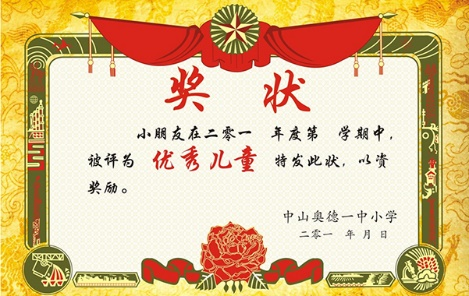 奖 状
小朋友在二零一 年度第 学期中，
被评为 优秀儿童 特发此状，以资
奖励。
中山奥德一中小学
二零一 年 月 日